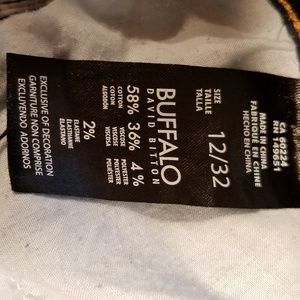 CA 60224
RN 149651
MADE IN CHINA
FABRIQUÉ EN CHINE
HECHO EN CHINA
SIZE
TAILLE
TALLA
12/32
BUFFALO
DAVID BITTON
58% 36% 4%
COTTON VISCOSE POLYESTER
COTON VISCOSE POLYESTER
ALGODÓN VISCOSA POLIÉSTER
2%
ELASTANE
ÉLASTHANNE
ELASTANO
EXCLUSIVE OF DECORATION
GARNITURE NON COMPRISE
EXCLUYENDO ADORNOS